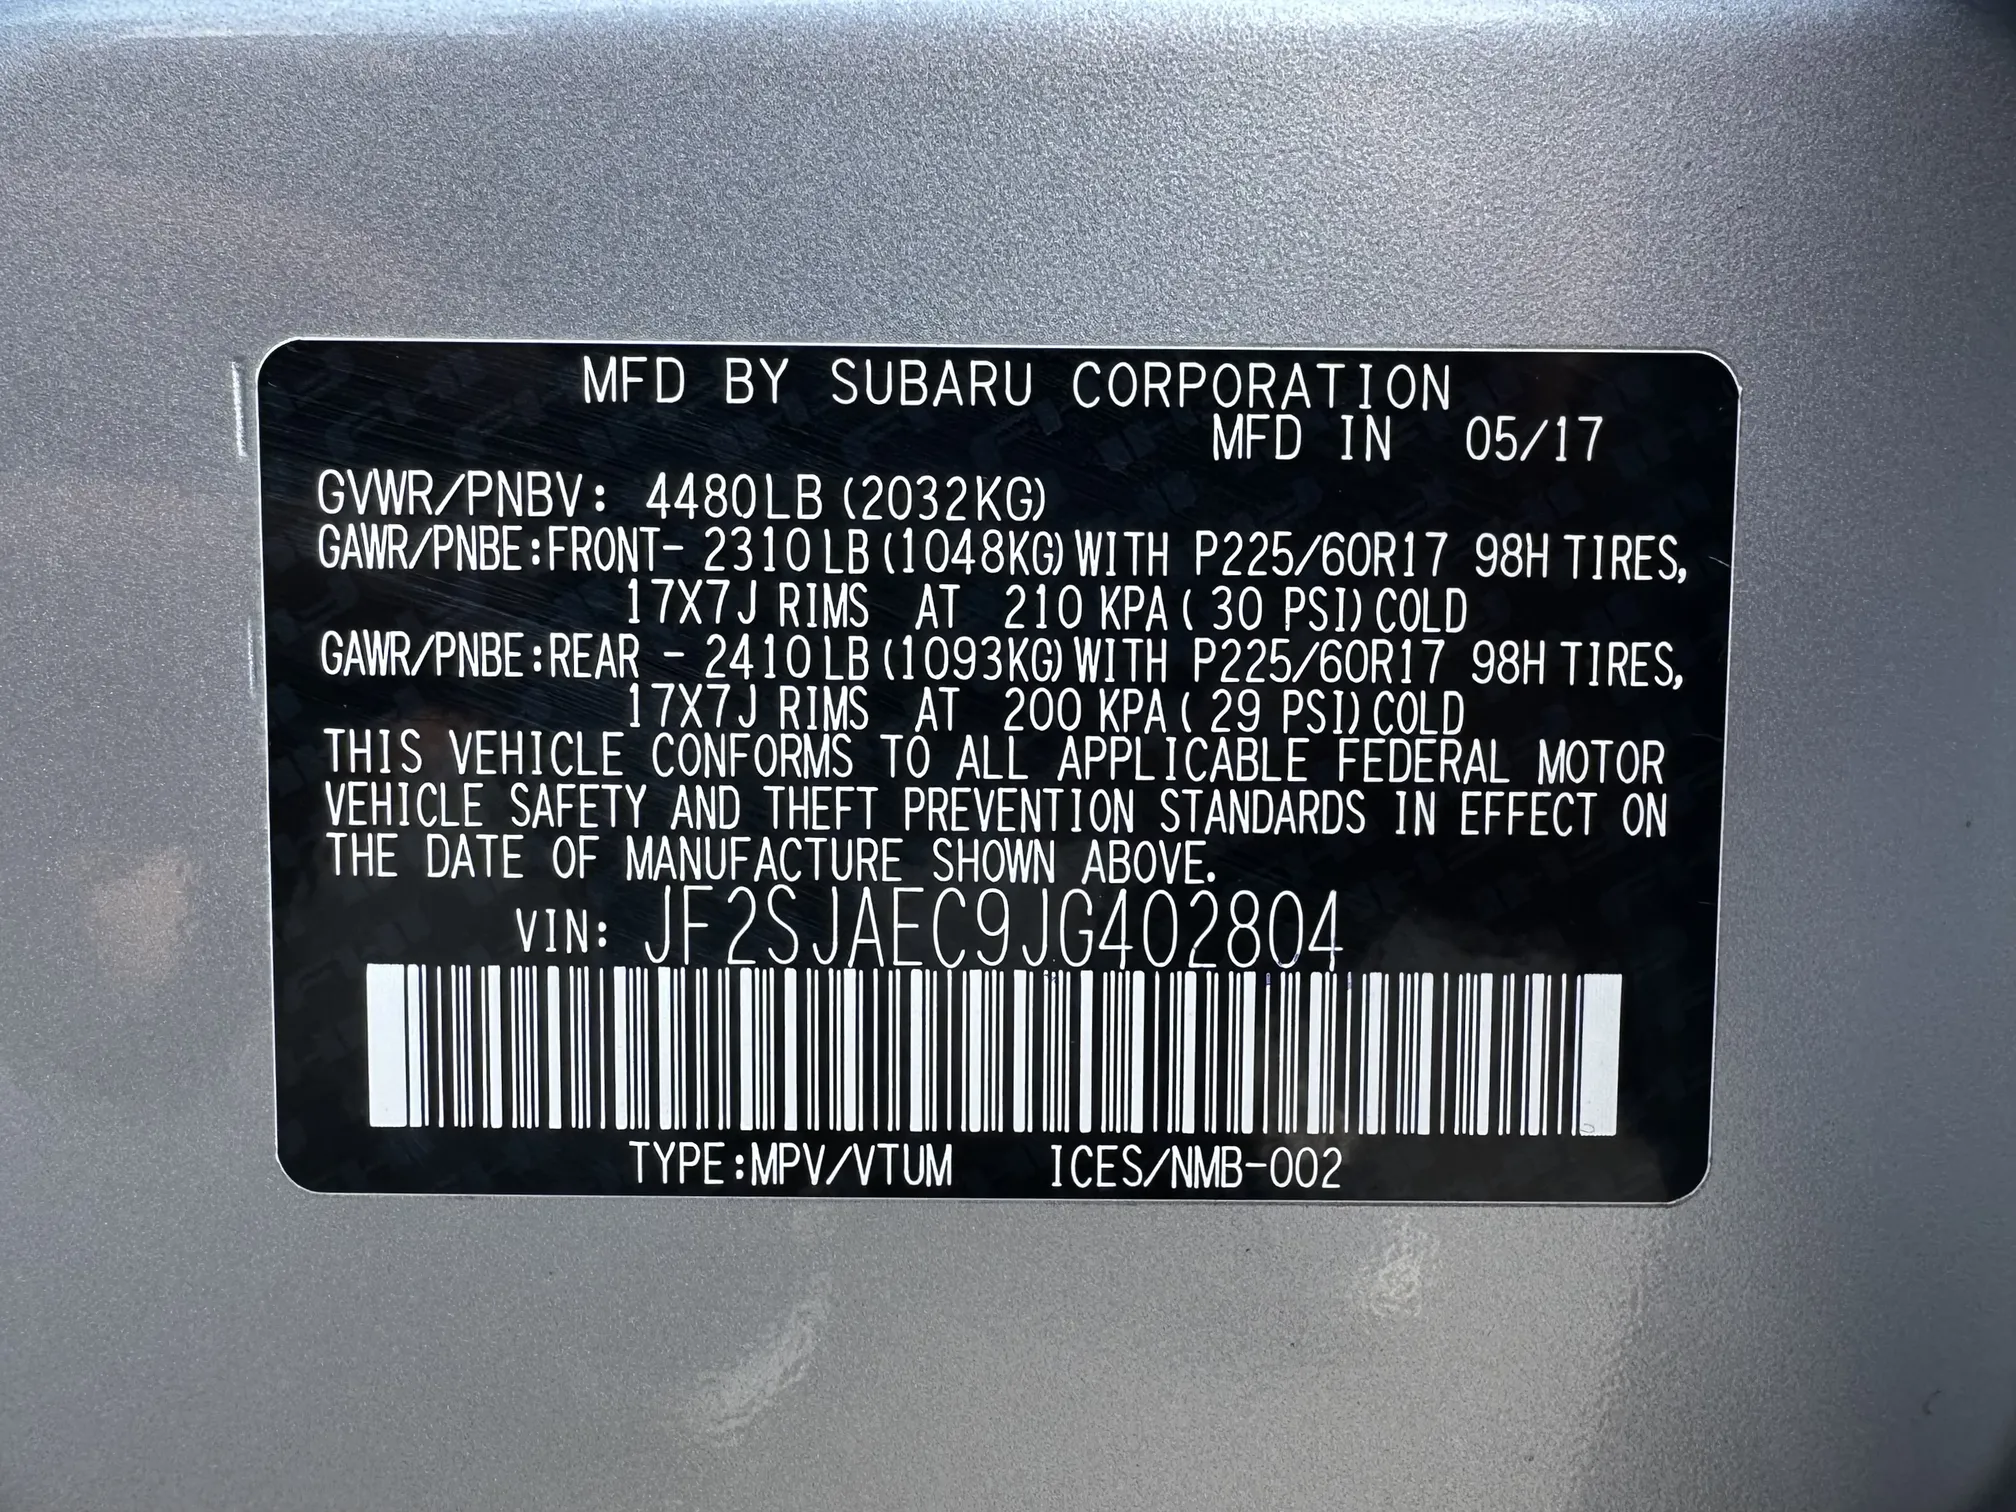 MFD BY SUBARU CORPORATION
MFD IN 05/17
GVWR/PNBV: 4480LB (2032KG)
GAWR/PNBE:FRONT- 2310LB(1048KG)WITH P225/60R17 98H TIRES,
17X7J RIMS AT 210 KPA( 30 PSI)COLD
GAWR/PNBE:REAR - 2410LB(1093KG)WITH P225/60R17 98H TIRES,
17X7J RIMS AT 200 KPA( 29 PSI)COLD
THIS VEHICLE CONFORMS TO ALL APPLICABLE FEDERAL MOTOR
VEHICLE SAFETY AND THEFT PREVENTION STANDARDS IN EFFECT ON
THE DATE OF MANUFACTURE SHOWN ABOVE.
VIN: JF2SJAEC9JG402804
TYPE:MPV/VTUM ICES/NMB-002